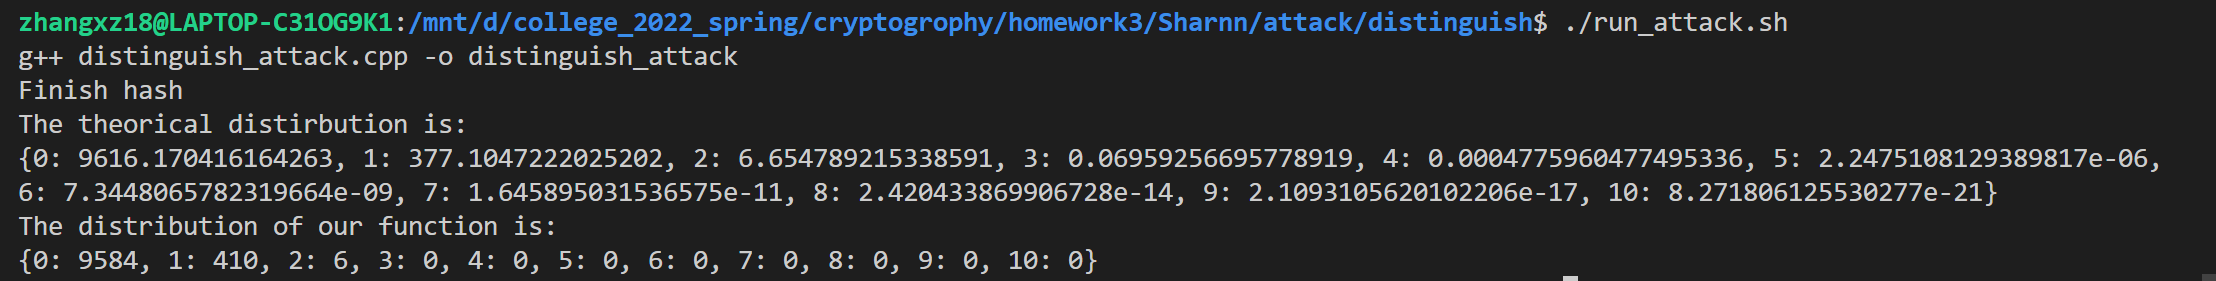 zhangxz18@LAPTOP-C31OG9K1:/mnt/d/college_2022_spring/cryptogrophy/homework3/Sharnn/attack/distinguish$ ./run_attack.sh
g++ distinguish_attack.cpp -o distinguish_attack
Finish hash
The theorical distirbution is:
{0: 9616.170416164263, 1: 377.1047222025202, 2: 6.654789215338591, 3: 0.06959256695778919, 4: 0.0004775960477495336, 5: 2.2475108129389817e-06,
6: 7.3448065782319664e-09, 7: 1.645895031536575e-11, 8: 2.420433869906728e-14, 9: 2.1093105620102206e-17, 10: 8.271806125530277e-21}
The distribution of our function is:
{0: 9584, 1: 410, 2: 6, 3: 0, 4: 0, 5: 0, 6: 0, 7: 0, 8: 0, 9: 0, 10: 0}